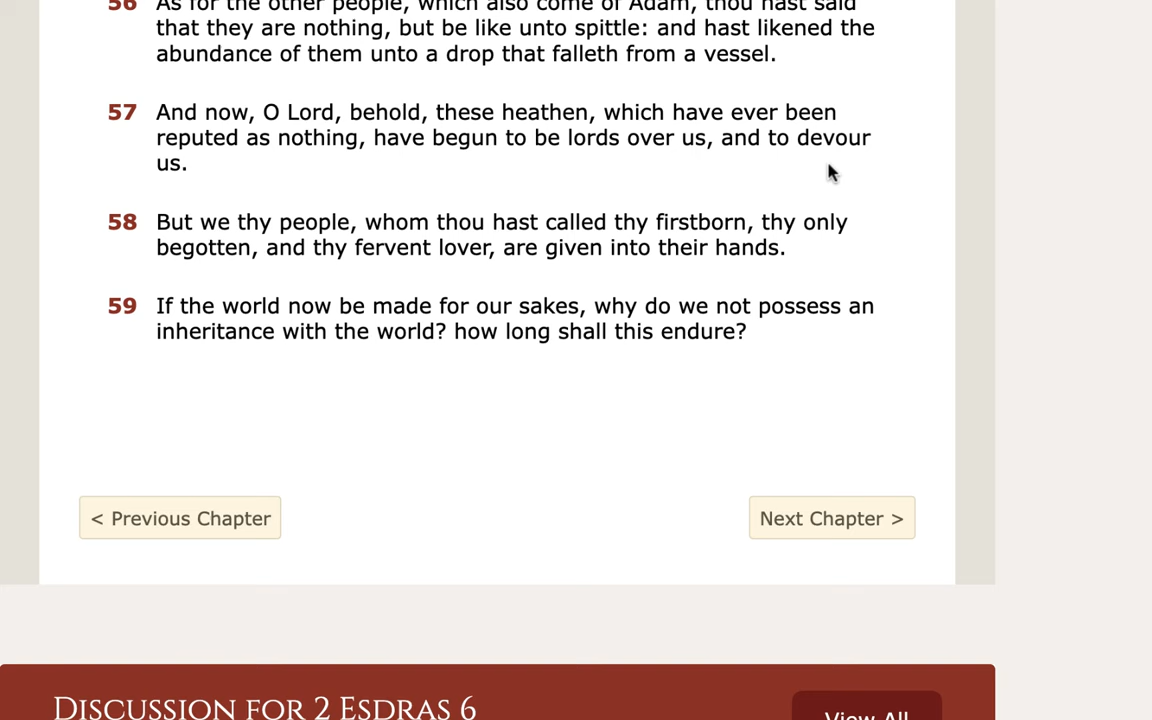 56 As for the other people, which also come of Adam, thou hast said
that they are nothing, but be like unto spittle: and hast likened the
abundance of them unto a drop that falleth from a vessel.
57 And now, O Lord, behold, these heathen, which have ever been
reputed as nothing, have begun to be lords over us, and to devour
us.
58 But we thy people, whom thou hast called thy firstborn, thy only
begotten, and thy fervent lover, are given into their hands.
59 If the world now be made for our sakes, why do we not possess an
inheritance with the world? how long shall this endure?
< Previous Chapter
Next Chapter >
Discussion for 2 Esdras 6
View All